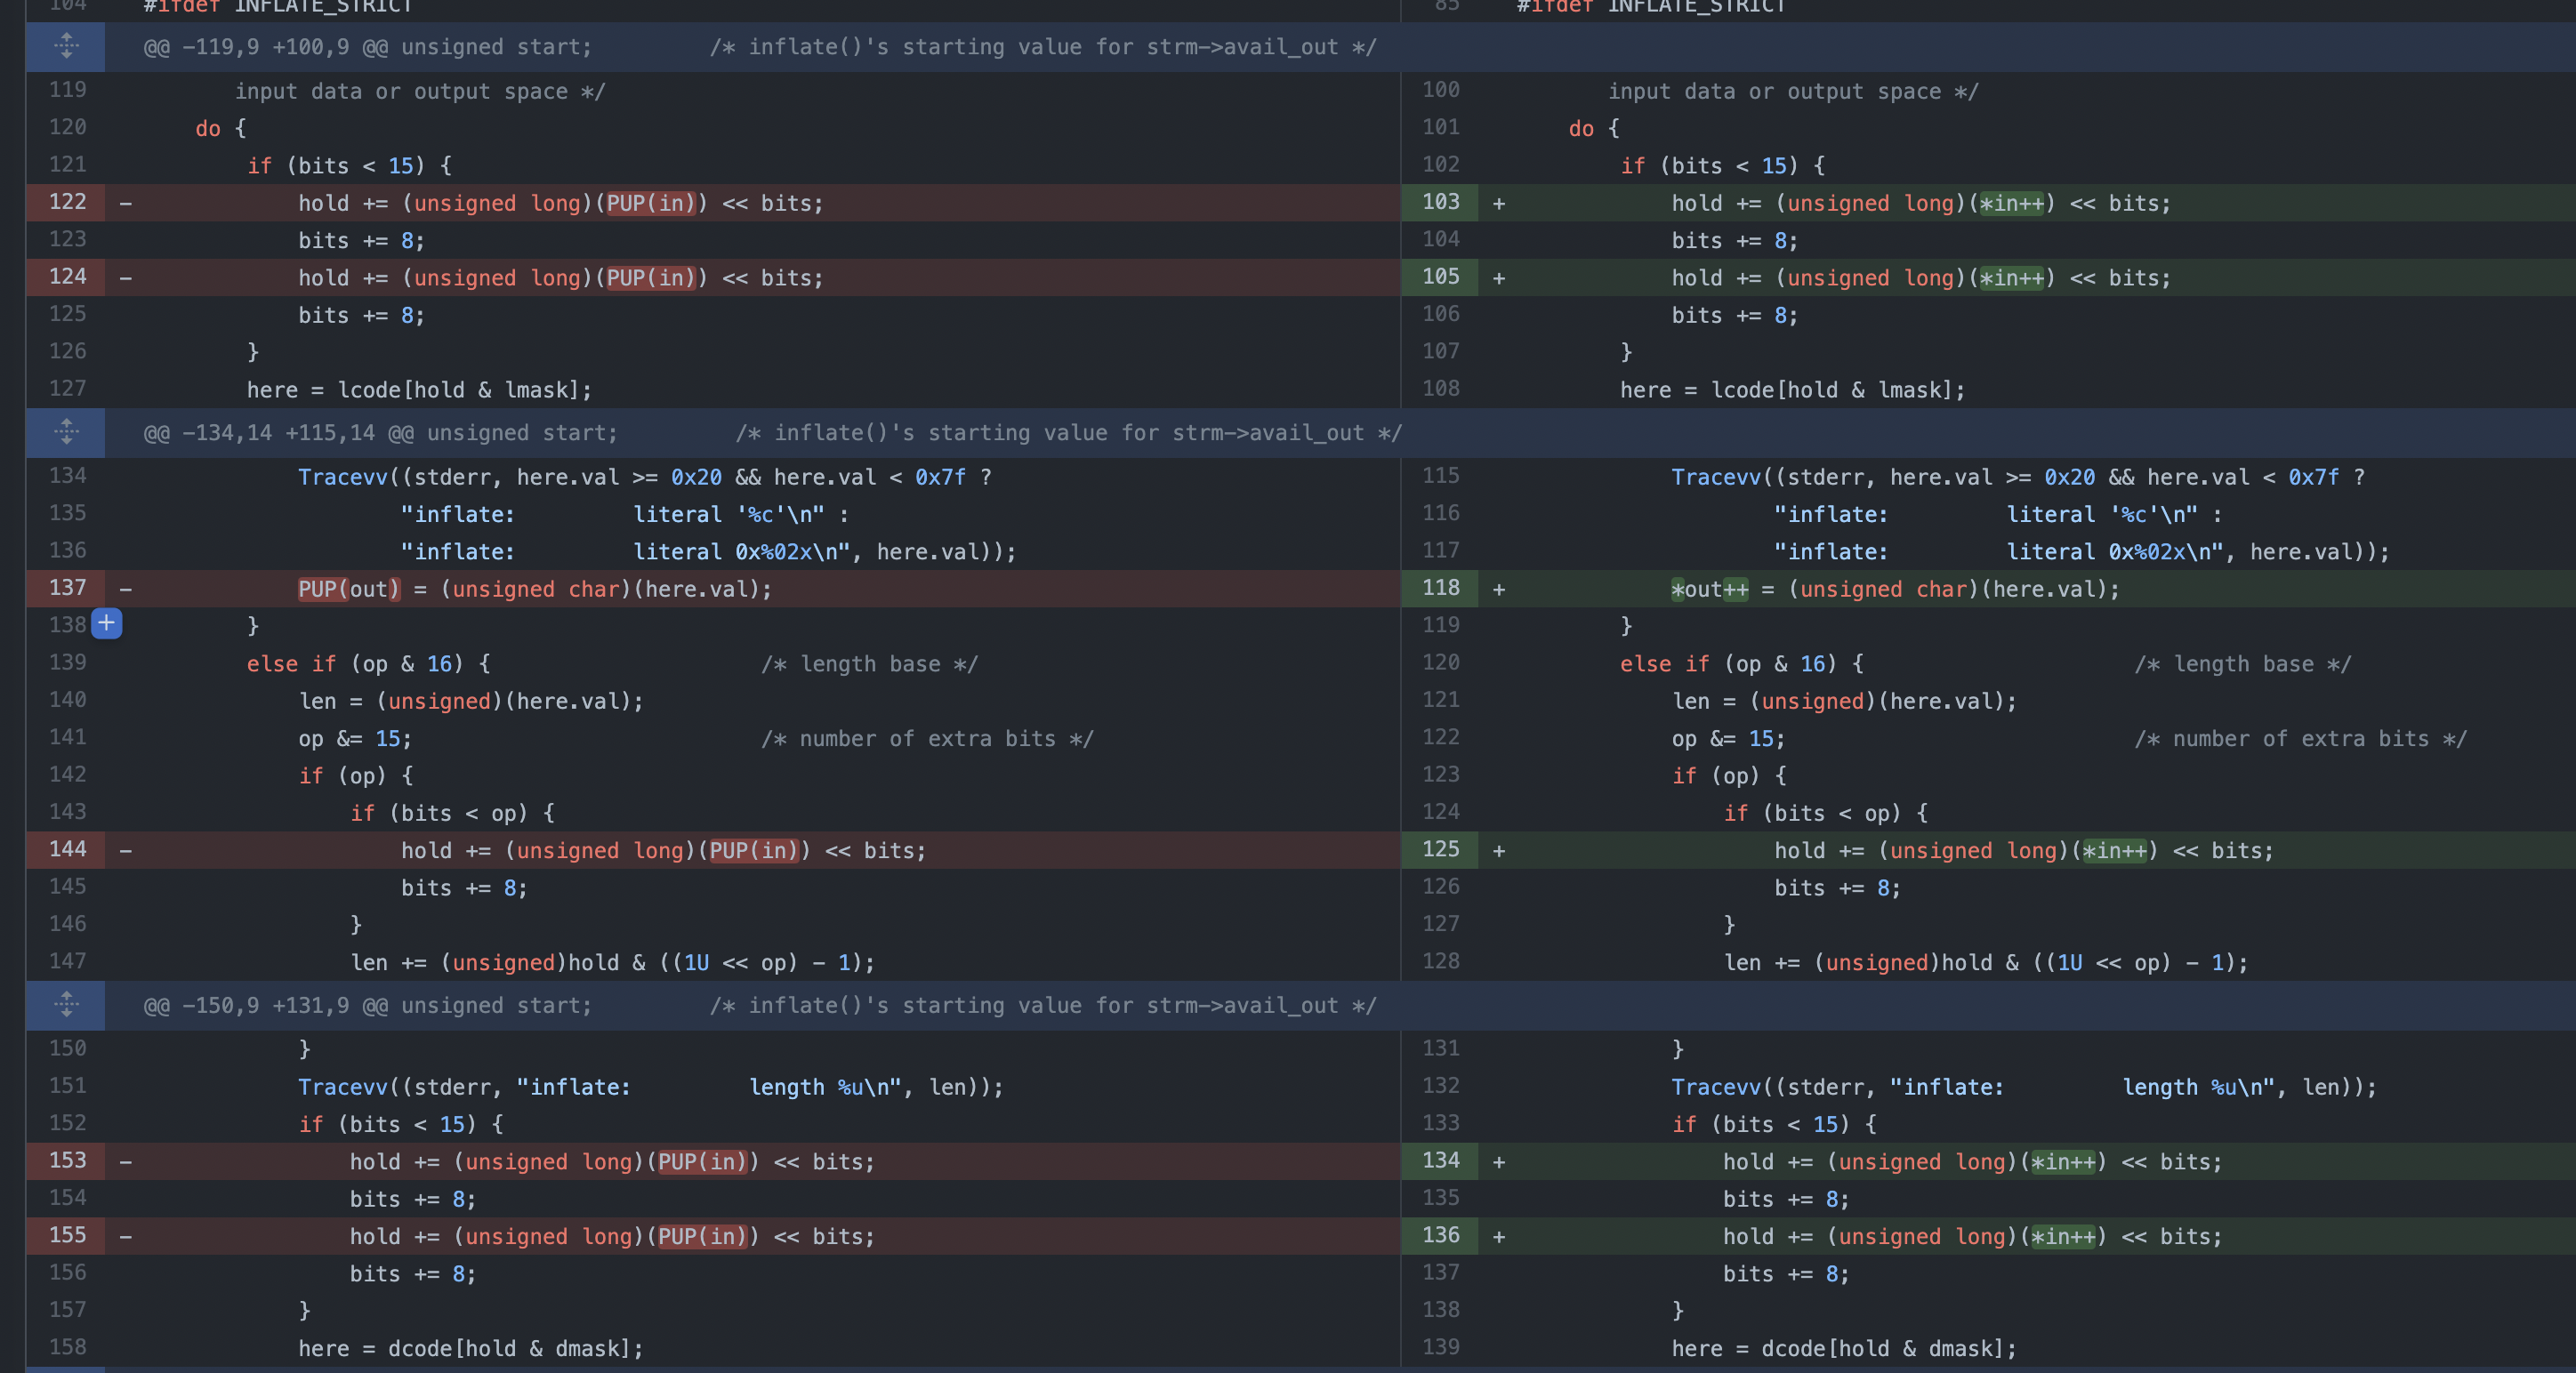 104 #ifdef INFLATE_STRICT 85 #ifdef INFLATE_STRICT
@@ -119,9 +100,9 @@ unsigned start; /* inflate()'s starting value for strm->avail_out */
119 input data or output space */ 100 input data or output space */
120 do { 101 do {
121 if (bits < 15) { 102 if (bits < 15) {
122 - hold += (unsigned long)(PUP(in)) << bits; 103 + hold += (unsigned long)(*in++) << bits;
123 bits += 8; 104 bits += 8;
124 - hold += (unsigned long)(PUP(in)) << bits; 105 + hold += (unsigned long)(*in++) << bits;
125 bits += 8; 106 bits += 8;
126 } 107 }
127 here = lcode[hold & lmask]; 108 here = lcode[hold & lmask];
@@ -134,14 +115,14 @@ unsigned start; /* inflate()'s starting value for strm->avail_out */
134 Tracevv((stderr, here.val >= 0x20 && here.val < 0x7f ? 115 Tracevv((stderr, here.val >= 0x20 && here.val < 0x7f ?
135 "inflate:         literal '%c'\n" : 116 "inflate:         literal '%c'\n" :
136 "inflate:         literal 0x%02x\n", here.val)); 117 "inflate:         literal 0x%02x\n", here.val));
137 - PUP(out) = (unsigned char)(here.val); 118 + *out++ = (unsigned char)(here.val);
138 + } 119 }
139 else if (op & 16) { /* length base */ 120 else if (op & 16) { /* length base */
140 len = (unsigned)(here.val); 121 len = (unsigned)(here.val);
141 op &= 15; /* number of extra bits */ 122 op &= 15; /* number of extra bits */
142 if (op) { 123 if (op) {
143 if (bits < op) { 124 if (bits < op) {
144 - hold += (unsigned long)(PUP(in)) << bits; 125 + hold += (unsigned long)(*in++) << bits;
145 bits += 8; 126 bits += 8;
146 } 127 }
147 len += (unsigned)hold & ((1U << op) - 1); 128 len += (unsigned)hold & ((1U << op) - 1);
@@ -150,9 +131,9 @@ unsigned start; /* inflate()'s starting value for strm->avail_out */
150 } 131 }
151 Tracevv((stderr, "inflate:         length %u\n", len)); 132 Tracevv((stderr, "inflate:         length %u\n", len));
152 if (bits < 15) { 133 if (bits < 15) {
153 - hold += (unsigned long)(PUP(in)) << bits; 134 + hold += (unsigned long)(*in++) << bits;
154 bits += 8; 135 bits += 8;
155 - hold += (unsigned long)(PUP(in)) << bits; 136 + hold += (unsigned long)(*in++) << bits;
156 bits += 8; 137 bits += 8;
157 } 138 }
158 here = dcode[hold & dmask]; 139 here = dcode[hold & dmask];